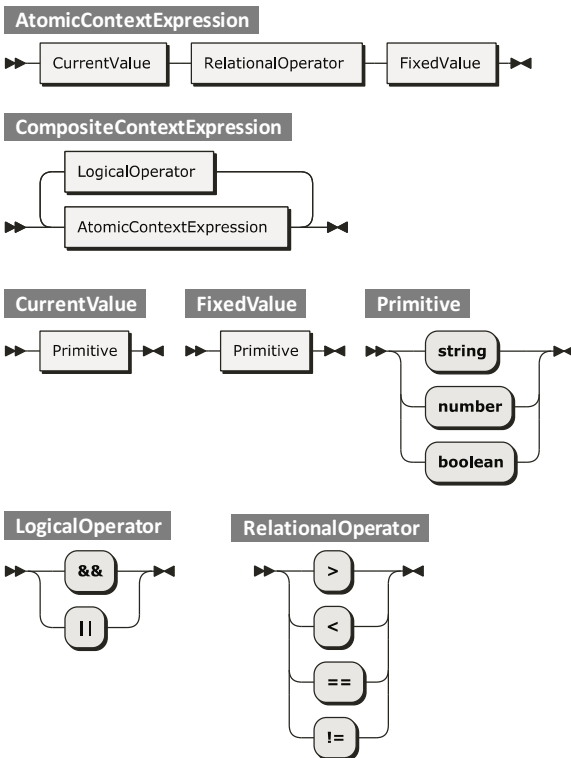 AtomicContextExpression
CurrentValue RelationalOperator FixedValue
CompositeContextExpression
LogicalOperator
AtomicContextExpression
CurrentValue FixedValue Primitive
Primitive Primitive string
number
boolean
LogicalOperator RelationalOperator
&& >
|| <
==
!=